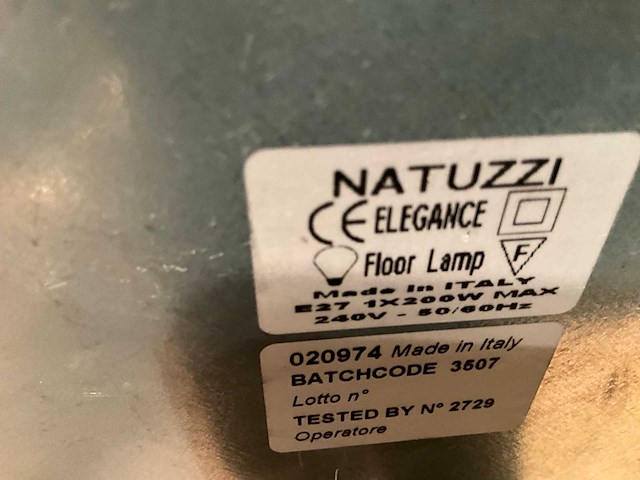 NATUZZI
CE ELEGANCE
Floor Lamp F
Made in ITALY
E27 1X200W MAX
240V - 50/60Hz
020974 Made in Italy
BATCHCODE 3507
Lotto n°
TESTED BY N° 2729
Operatore